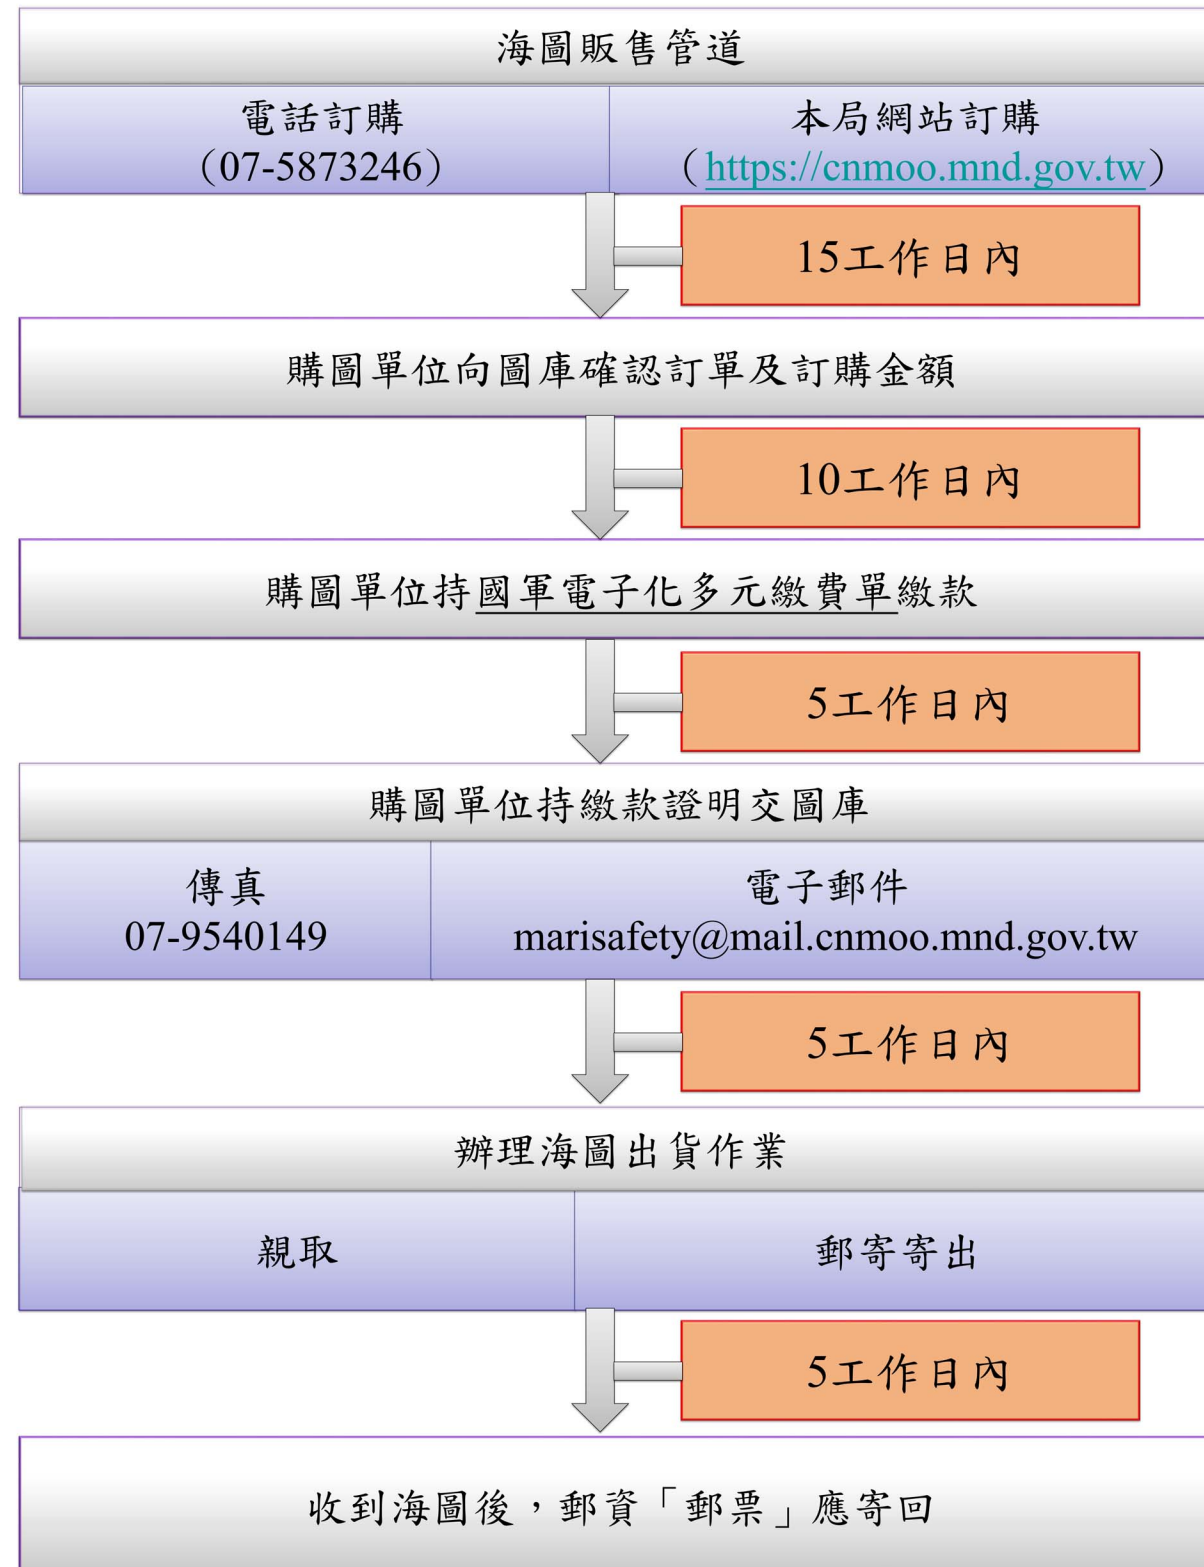 海圖販售管道
電話訂購
（07-5873246）
本局網站訂購
（https://cnmoo.mnd.gov.tw）
15工作日內
購圖單位向圖庫確認訂單及訂購金額
10工作日內
購圖單位持國軍電子化多元繳費單繳款
5工作日內
購圖單位持繳款證明交圖庫
傳真
07-9540149
電子郵件
marisafety@mail.cnmoo.mnd.gov.tw
5工作日內
辦理海圖出貨作業
親取
郵寄寄出
5工作日內
收到海圖後，郵資「郵票」應寄回